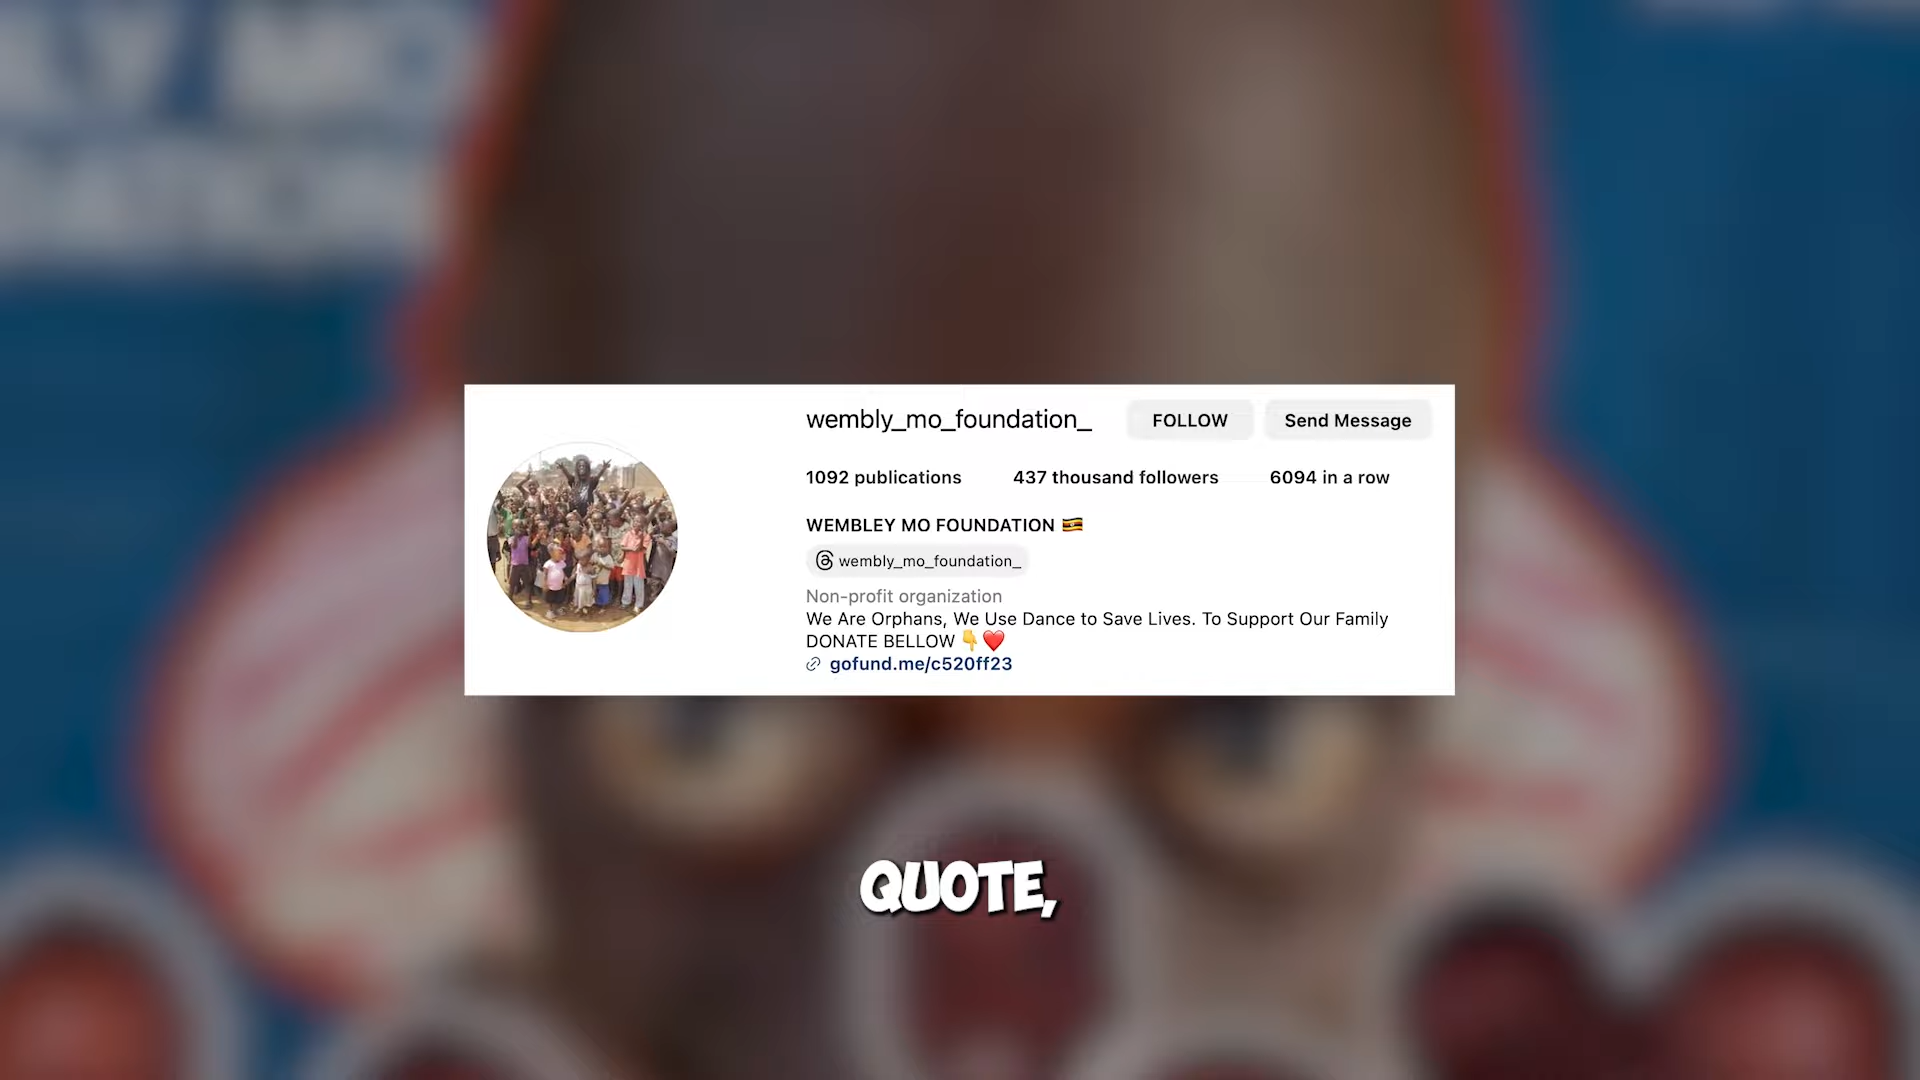 wembly_mo_foundation_ FOLLOW Send Message
1092 publications 437 thousand followers 6094 in a row
WEMBLEY MO FOUNDATION 🇺🇬
wembly_mo_foundation_
Non-profit organization
We Are Orphans, We Use Dance to Save Lives. To Support Our Family
DONATE BELLOW 👇❤️
gofund.me/c520ff23
QUOTE,